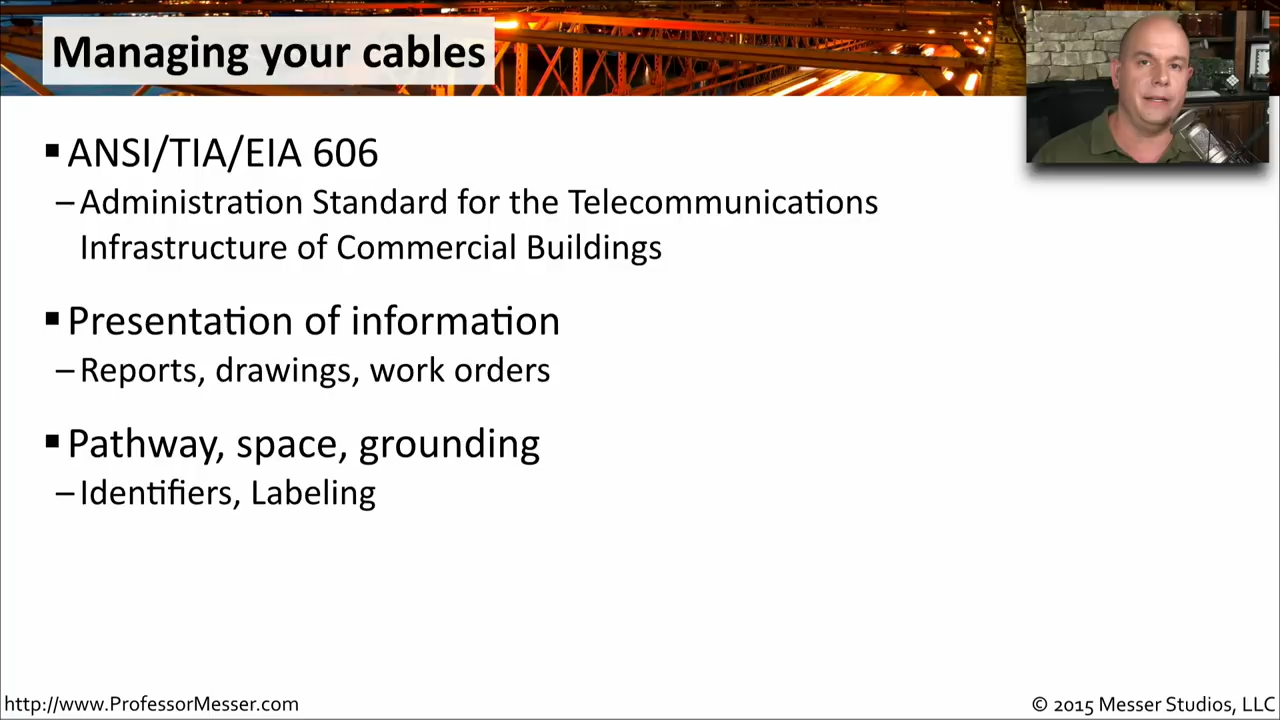 Managing your cables
▪ ANSI/TIA/EIA 606
– Administration Standard for the Telecommunications
Infrastructure of Commercial Buildings
▪ Presentation of information
– Reports, drawings, work orders
▪ Pathway, space, grounding
– Identifiers, Labeling
http://www.ProfessorMesser.com
© 2015 Messer Studios, LLC